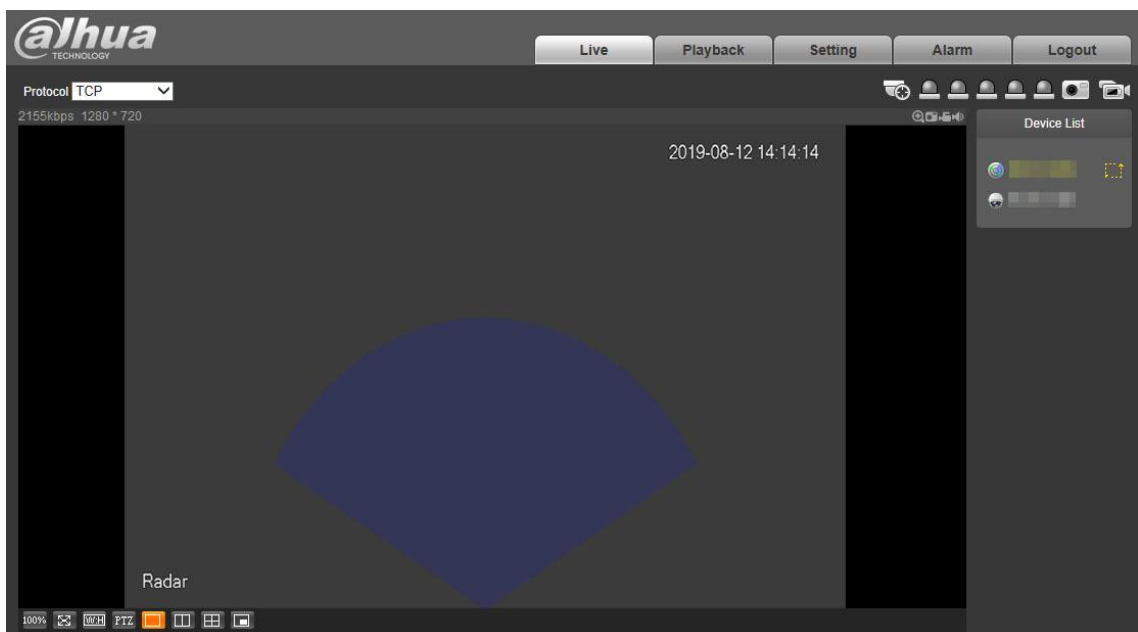 alhua
TECHNOLOGY
Live
Playback
Setting
Alarm
Logout
Protocol TCP
2155kbps 1280 * 720
Device List
2019-08-12 14:14:14
Radar
100% W:H PTZ